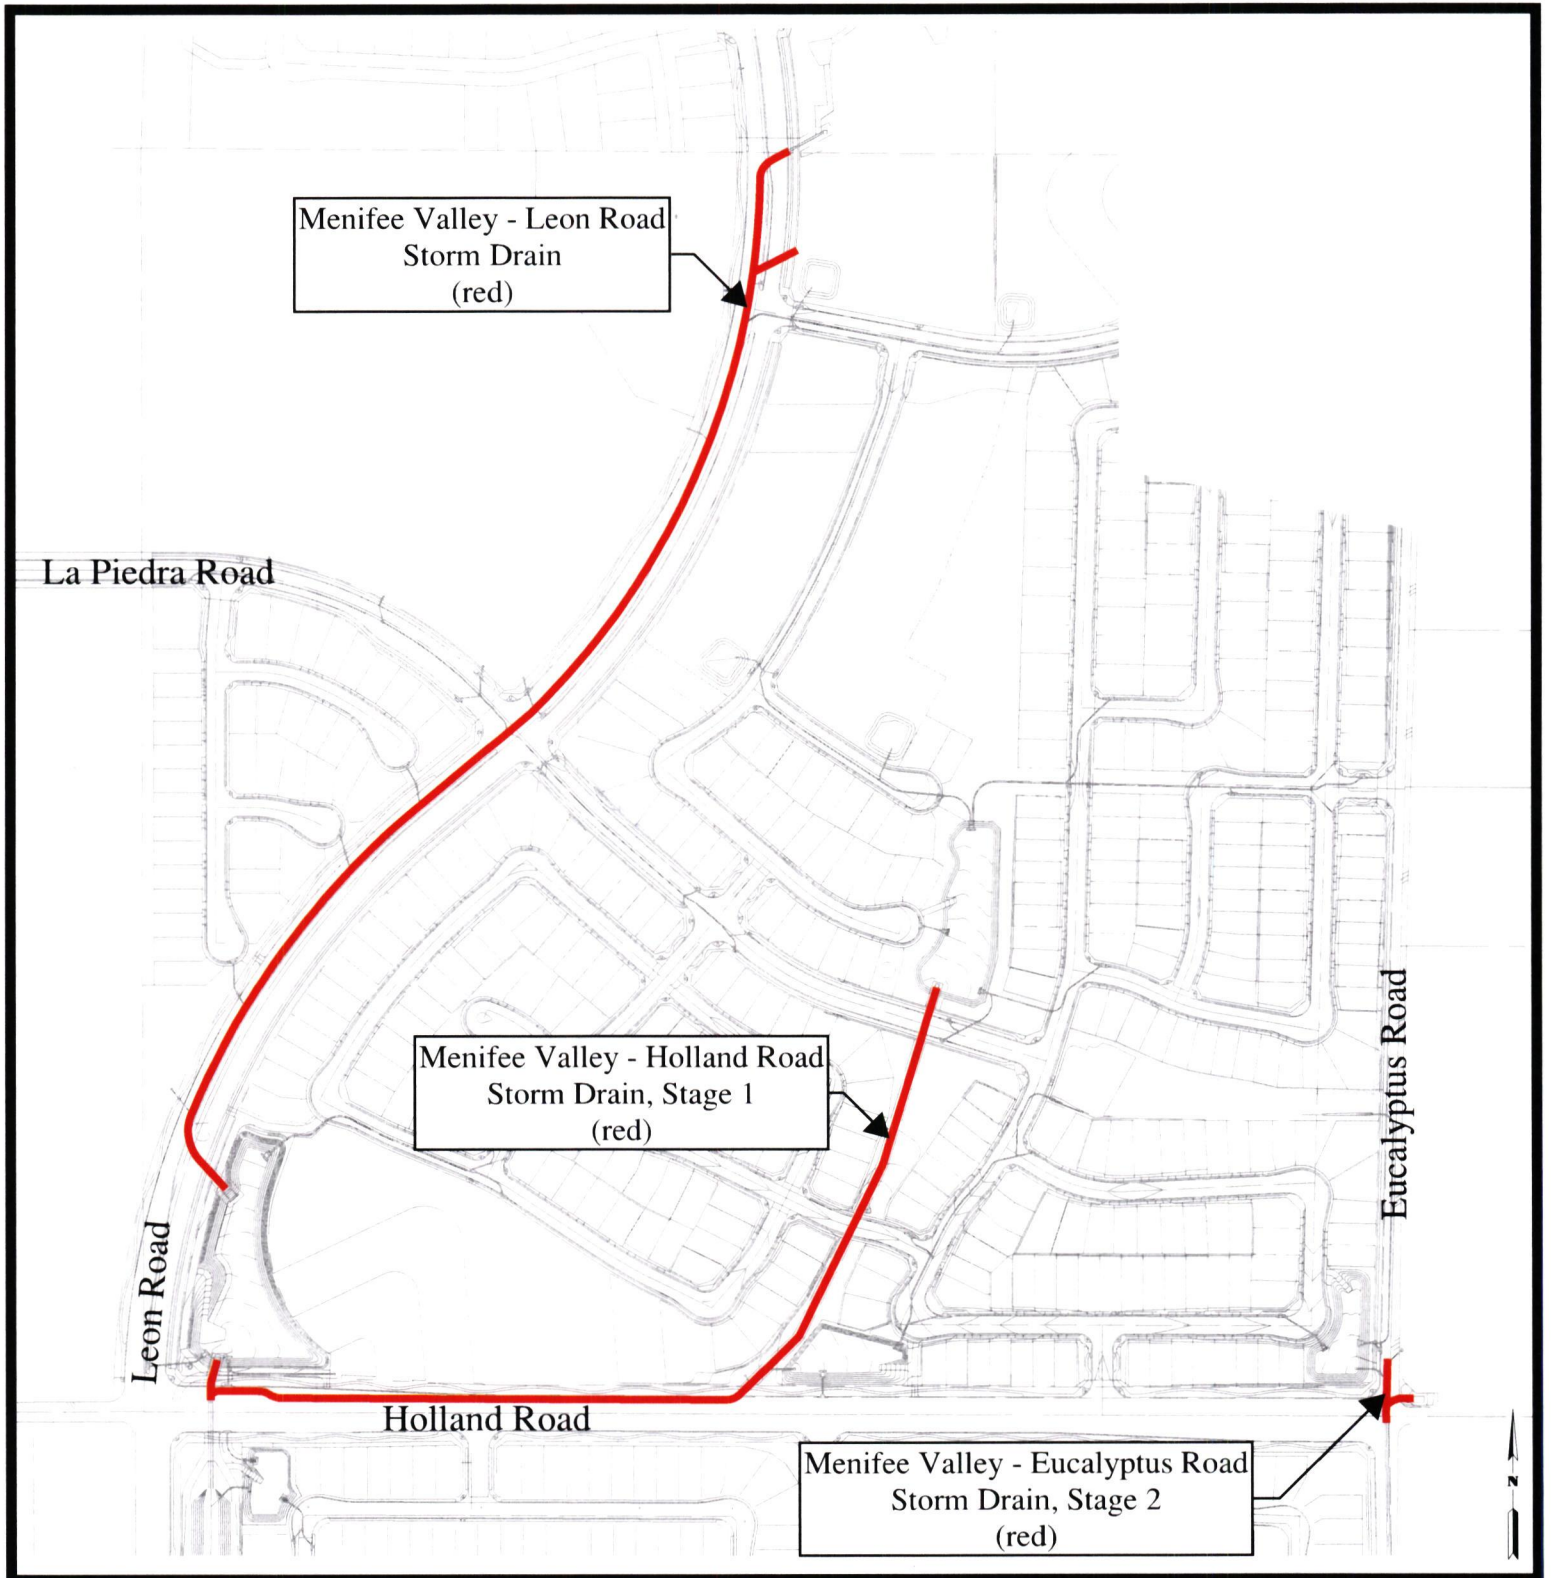 Menifee Valley - Leon Road
Storm Drain
(red)
La Piedra Road
Menifee Valley - Holland Road
Storm Drain, Stage 1
(red)
Eucalyptus Road
Leon Road
Holland Road
Menifee Valley - Eucalyptus Road
Storm Drain, Stage 2
(red)
N